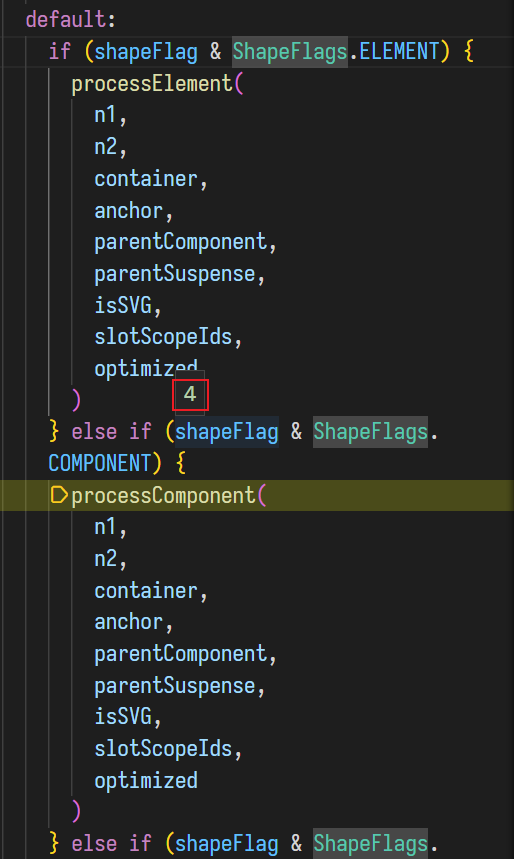 default:
if (shapeFlag & ShapeFlags.ELEMENT) {
processElement(
n1,
n2,
container,
anchor,
parentComponent,
parentSuspense,
isSVG,
slotScopeIds,
optimized
4
)
} else if (shapeFlag & ShapeFlags.
COMPONENT) {
processComponent(
n1,
n2,
container,
anchor,
parentComponent,
parentSuspense,
isSVG,
slotScopeIds,
optimized
)
} else if (shapeFlag & ShapeFlags.